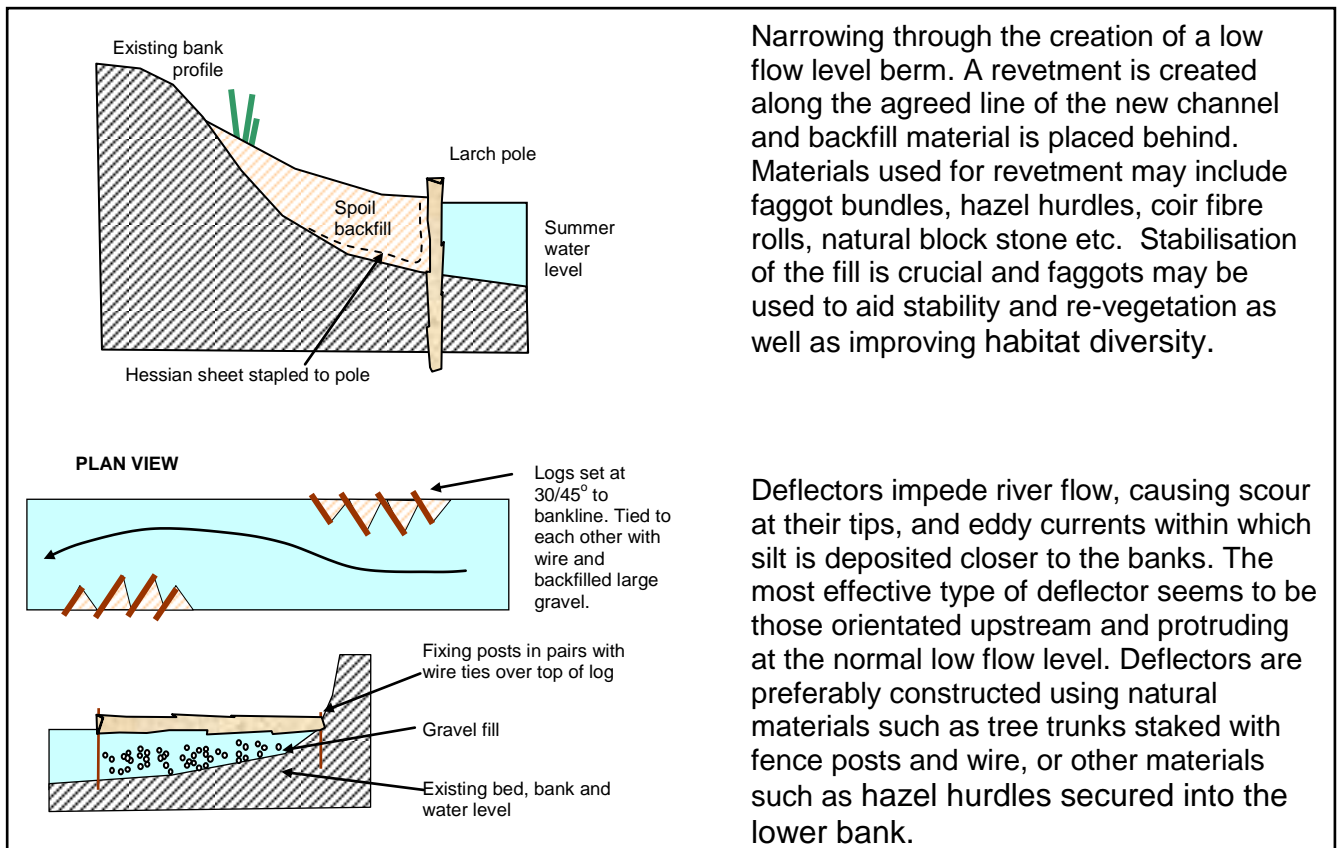 Existing bank
profile
Larch pole
Spoil
backfill
Summer
water
level
Hessian sheet stapled to pole
Narrowing through the creation of a low
flow level berm. A revetment is created
along the agreed line of the new channel
and backfill material is placed behind.
Materials used for revetment may include
faggot bundles, hazel hurdles, coir fibre
rolls, natural block stone etc.  Stabilisation
of the fill is crucial and faggots may be
used to aid stability and re-vegetation as
well as improving habitat diversity.
PLAN VIEW
Logs set at
30/45° to
bankline. Tied to
each other with
wire and
backfilled large
gravel.
Fixing posts in pairs with
wire ties over top of log
Gravel fill
Existing bed, bank and
water level
Deflectors impede river flow, causing scour
at their tips, and eddy currents within which
silt is deposited closer to the banks. The
most effective type of deflector seems to be
those orientated upstream and protruding
at the normal low flow level. Deflectors are
preferably constructed using natural
materials such as tree trunks staked with
fence posts and wire, or other materials
such as hazel hurdles secured into the
lower bank.